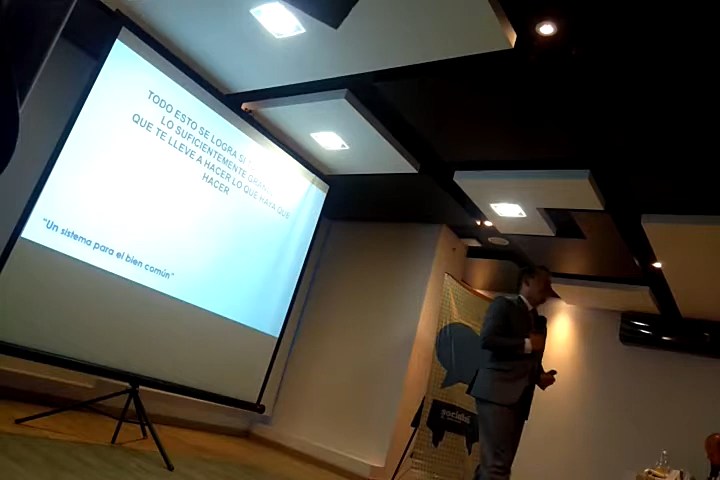 TODO ESTO SE LOGRA SI
LO SUFICIENTEMENTE
QUE TE LLEVE A HACER LO QUE HAYA QUE
HACER
"Un sistema para el bien común"